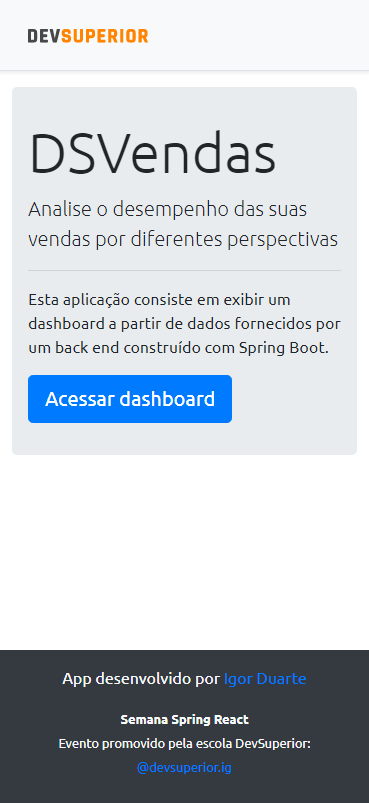 DEVSUPERIOR
DSVendas
Analise o desempenho das suas
vendas por diferentes perspectivas
Esta aplicação consiste em exibir um
dashboard a partir de dados fornecidos por
um back end construído com Spring Boot.
Acessar dashboard
App desenvolvido por Igor Duarte
Semana Spring React
Evento promovido pela escola DevSuperior:
@devsuperior.ig